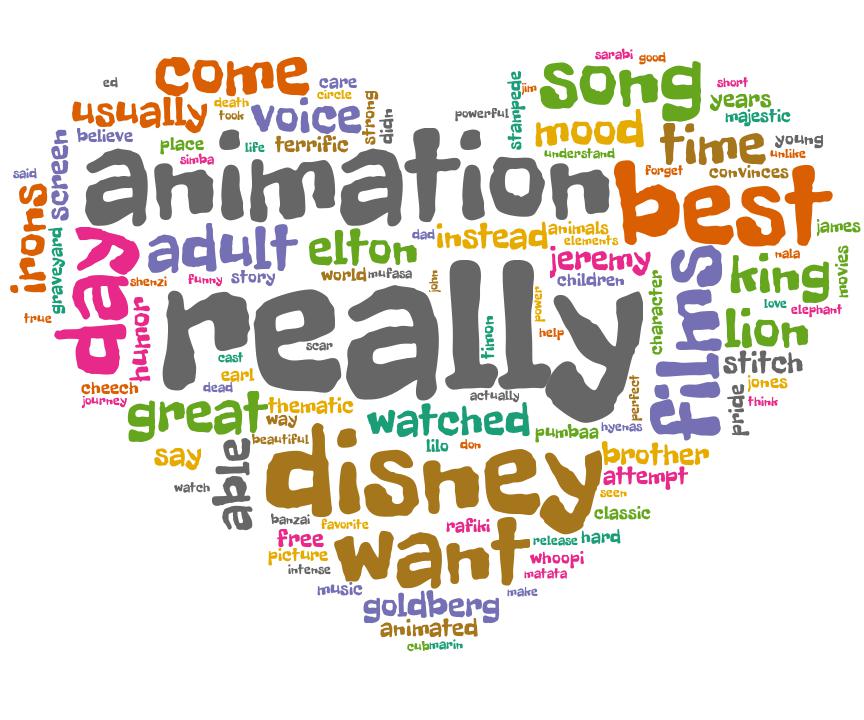 sarabi good
come ed care song short
circle
usually death voice strong stampede jim years
took majestic
believe place life terrific didn powerful mood time young
simba understand unlike
said screen animation forget convinces
irons best james
graveyard day adult elton dad instead animals
elements
shenzi funny story world mufasa john jeremy films nala king movies
children
true humor really power character love elephant
scar timon help lion
cast
cheech earl perfect stitch
journey dead actually pride jones
great thematic watched pumbaa hyenas think
way
say able beautiful lilo don brother
watch disney attempt
seen
banzai favorite classic
free want rafiki release hard
picture whoopi
intense matata
music goldberg make
animated
cub marin